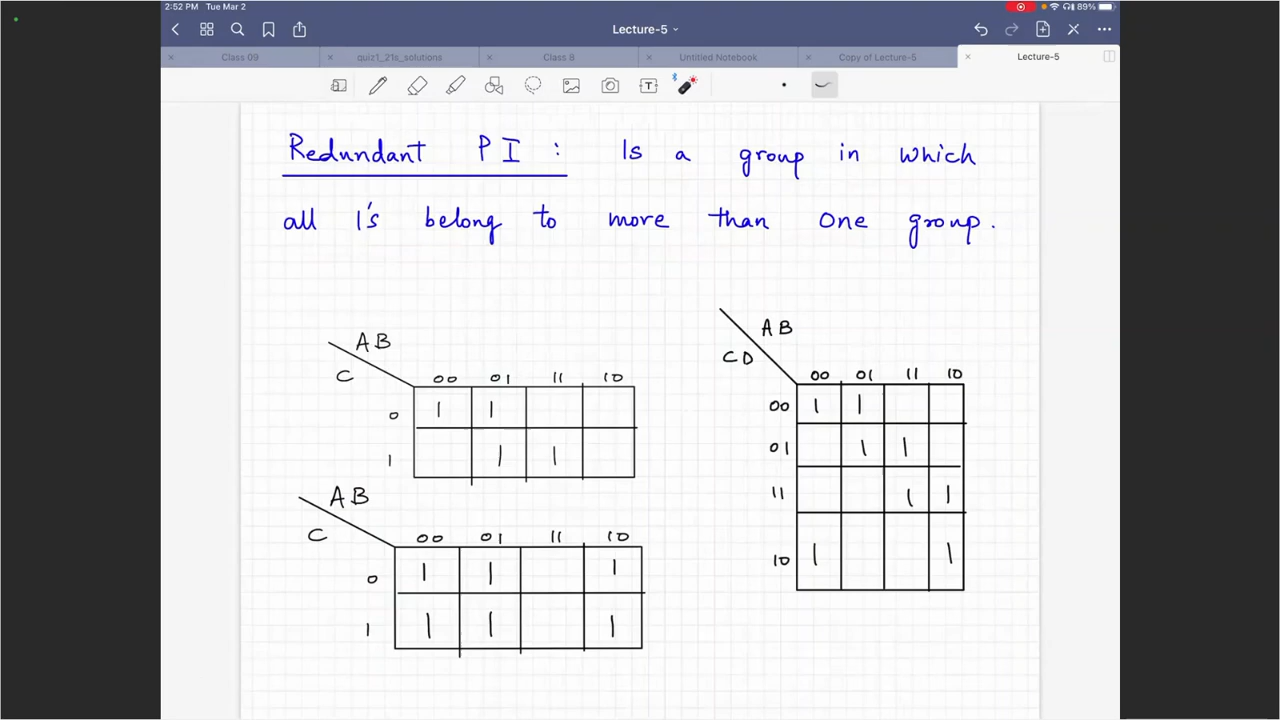 2:52 PM Tue Mar 2
89%
Lecture-5
Class 09
quiz1_21s_solutions
Class 8
Untitled Notebook
Copy of Lecture-5
Lecture-5
T
Redundant PI : Is a group in which
all 1's belong to more than one group.
AB
C
00 01 11 10
0 1 1
1 1 1
AB
C
00 01 11 10
0 1 1 1
1 1 1 1
AB
CD
00 01 11 10
00 1 1
01 1 1
11 1 1
10 1 1